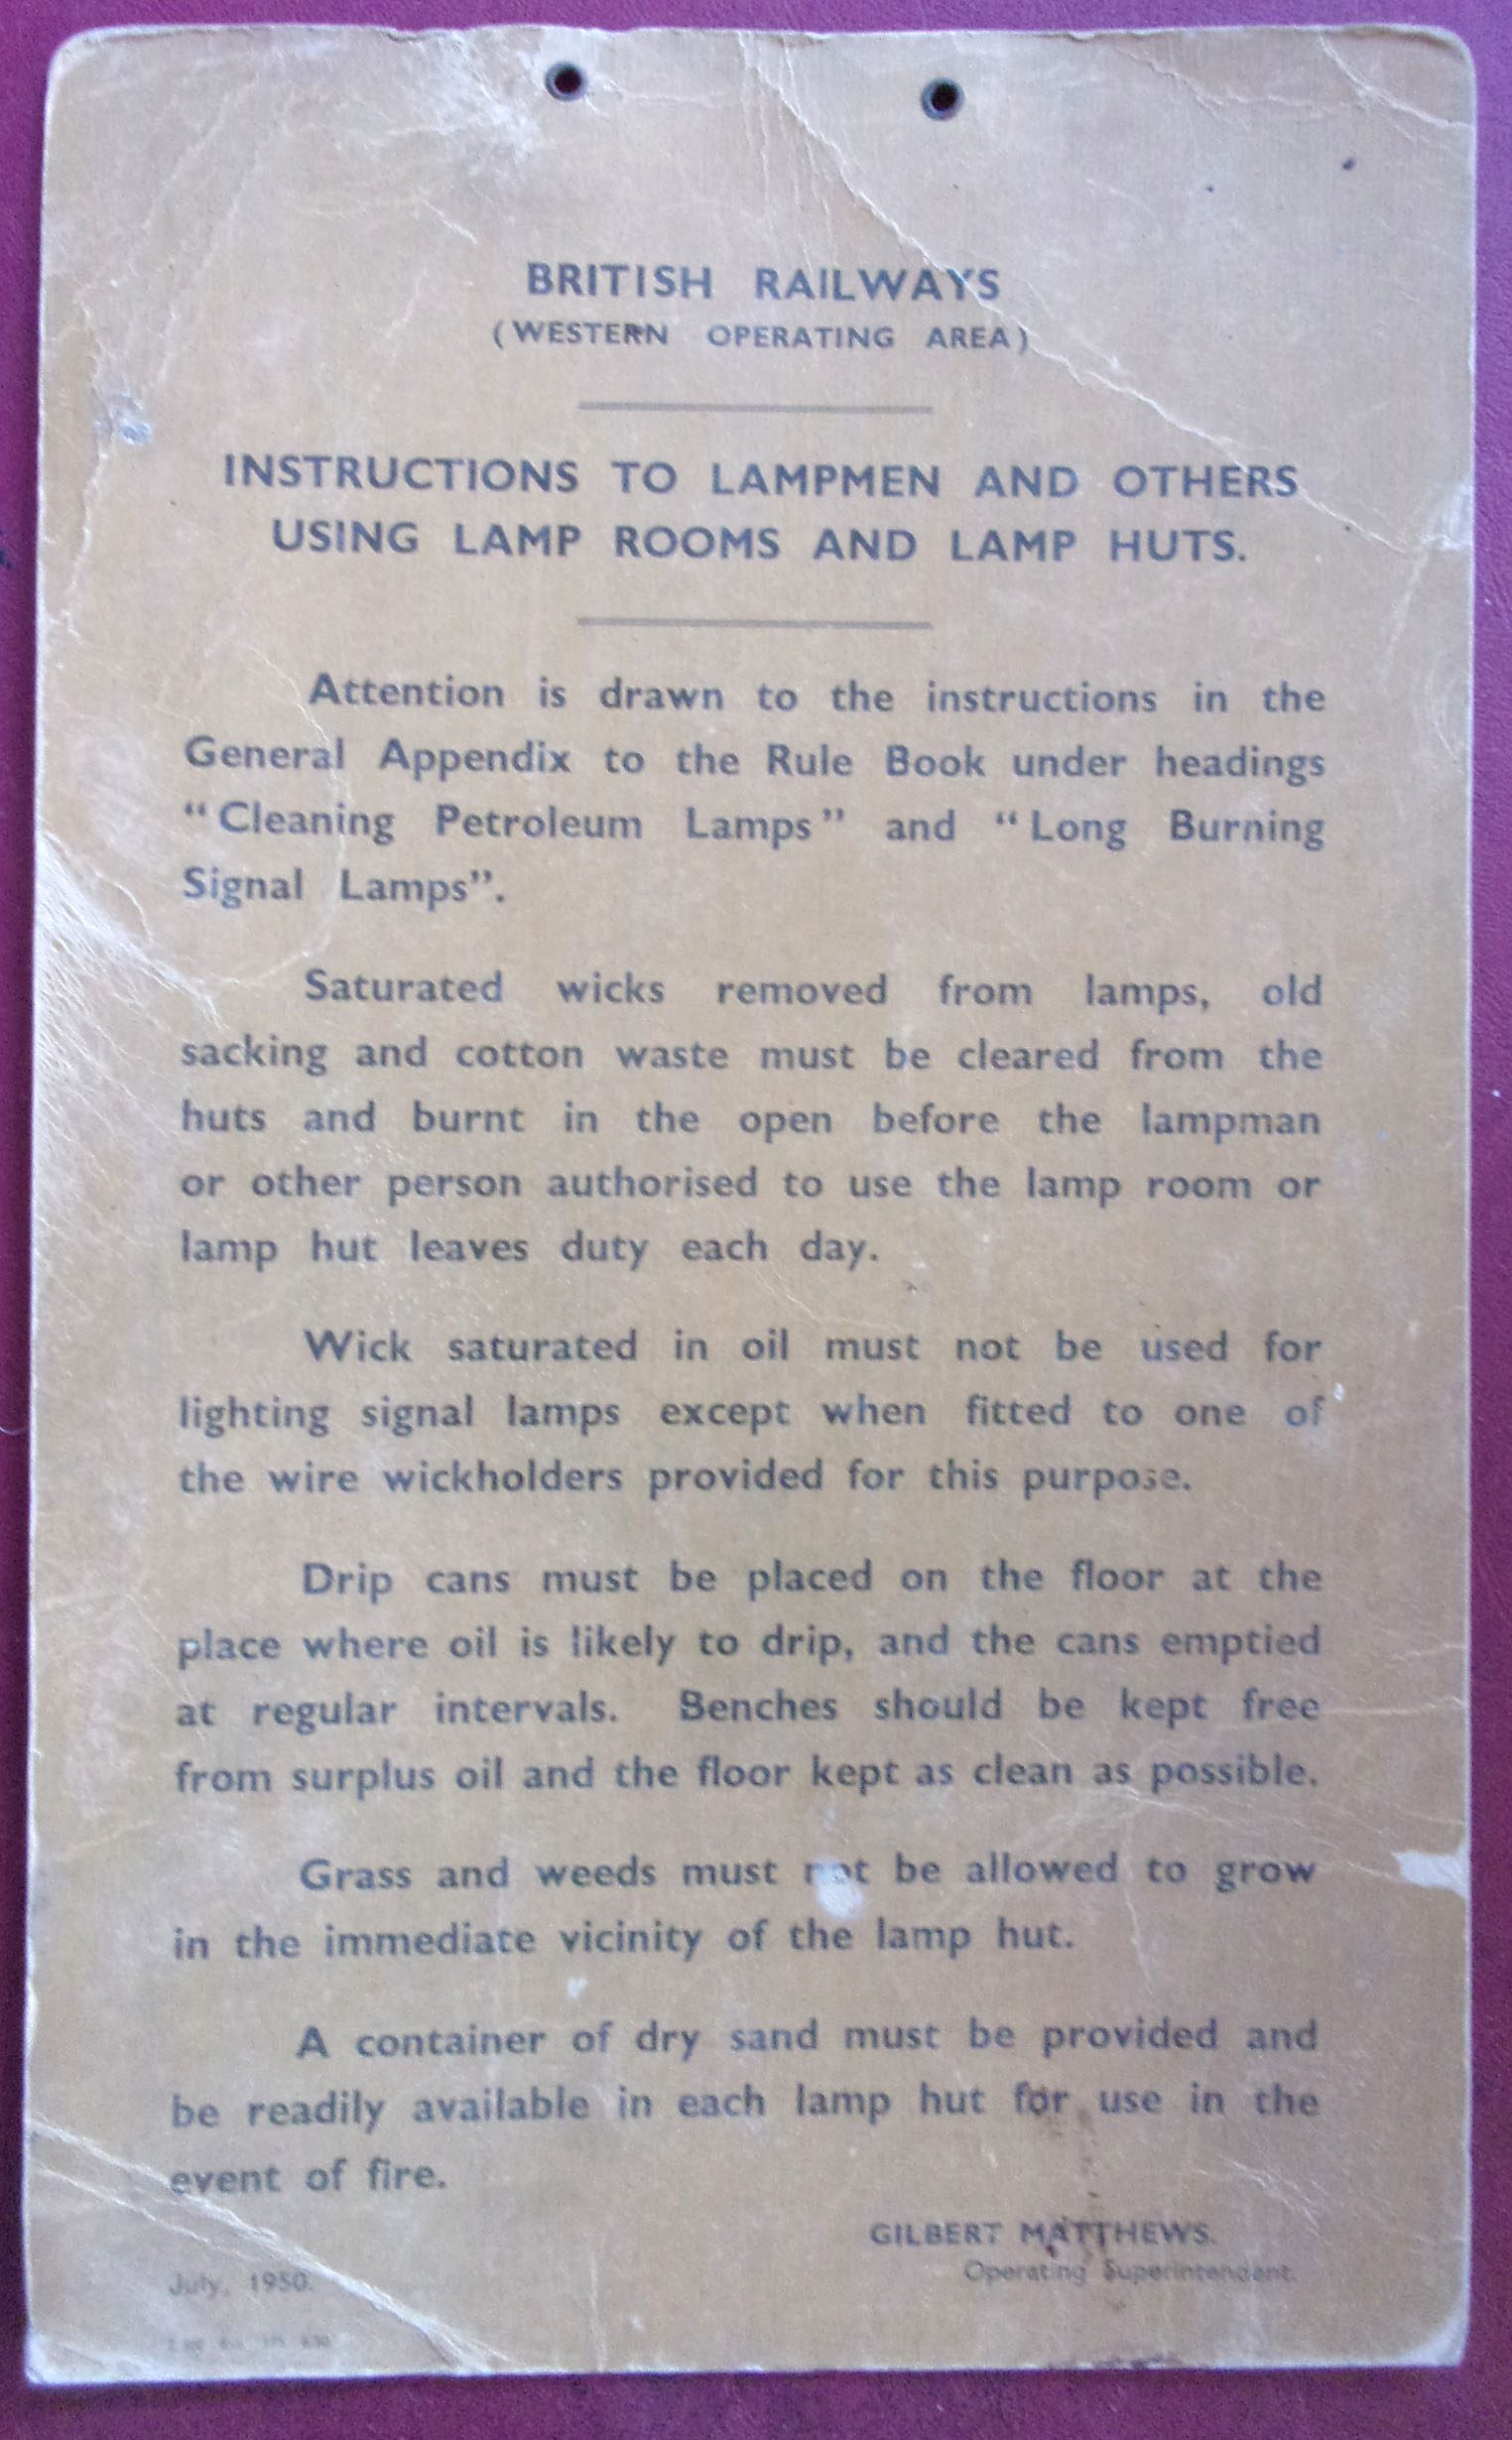 BRITISH RAILWAYS
(WESTERN OPERATING AREA)
INSTRUCTIONS TO LAMPMEN AND OTHERS
USING LAMP ROOMS AND LAMP HUTS.
Attention is drawn to the instructions in the
General Appendix to the Rule Book under headings
“Cleaning Petroleum Lamps” and “Long Burning
Signal Lamps”.
Saturated wicks removed from lamps, old
sacking and cotton waste must be cleared from the
huts and burnt in the open before the lampman
or other person authorised to use the lamp room or
lamp hut leaves duty each day.
Wick saturated in oil must not be used for
lighting signal lamps except when fitted to one of
the wire wickholders provided for this purpose.
Drip cans must be placed on the floor at the
place where oil is likely to drip, and the cans emptied
at regular intervals. Benches should be kept free
from surplus oil and the floor kept as clean as possible.
Grass and weeds must not be allowed to grow
in the immediate vicinity of the lamp hut.
A container of dry sand must be provided and
be readily available in each lamp hut for use in the
event of fire.
GILBERT MATTHEWS.
Operating Superintendent.
July, 1950.